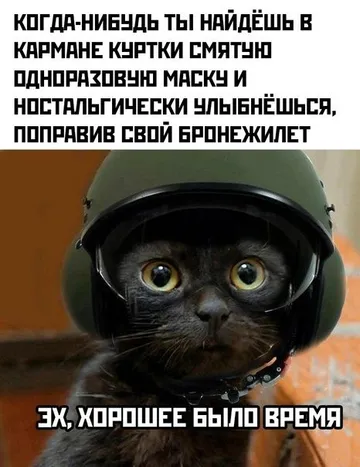 КОГДА-НИБУДЬ ТЫ НАЙДЁШЬ В
КАРМАНЕ КУРТКИ СМЯТУЮ
ОДНОРАЗОВУЮ МАСКУ И
НОСТАЛЬГИЧЕСКИ УЛЫБНЁШЬСЯ,
ПОПРАВИВ СВОЙ БРОНЕЖИЛЕТ
ЭХ, ХОРОШЕЕ БЫЛО ВРЕМЯ